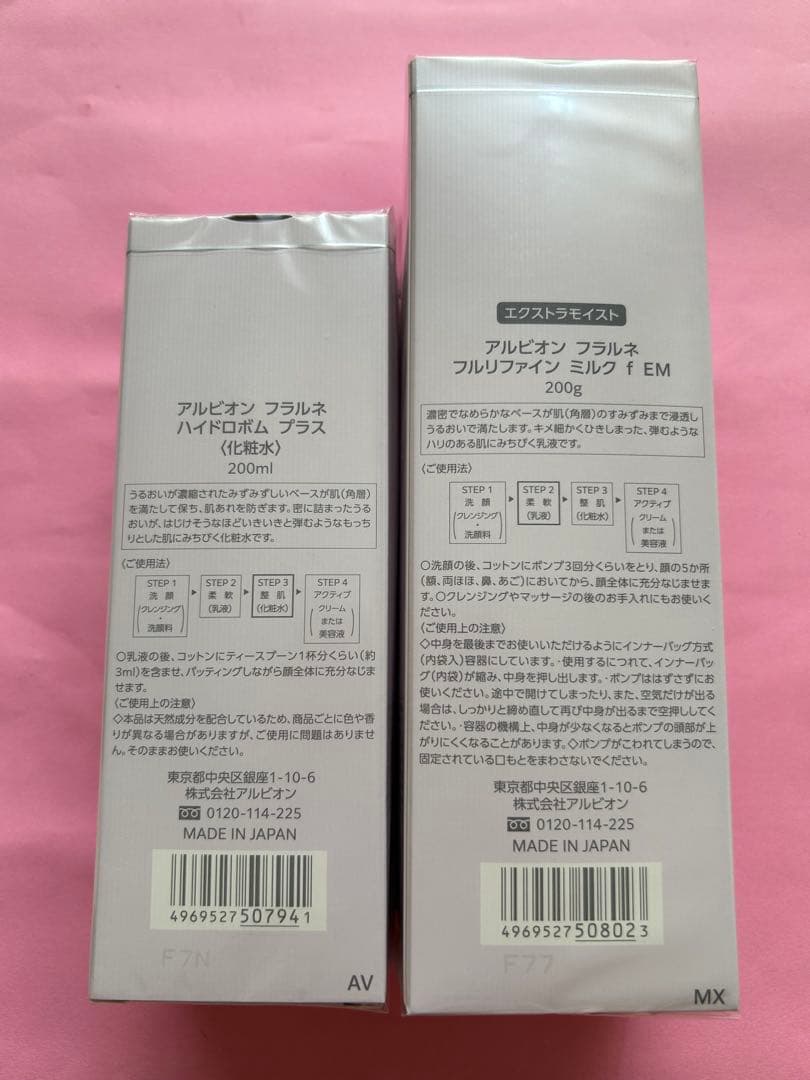 アルビオン フラルネ
ハイドロボム プラス
〈化粧水〉
200ml
うるおいが濃縮されたみずみずしいベースが肌(角層)
を満たして保ち、肌あれを防ぎます。密に詰まったうる
おいが、はじけそうなほどいきいきと弾むようなもっち
りとした肌にみちびく化粧水です。
〈ご使用法〉
STEP 1 STEP 2 STEP 3 STEP 4
洗顔 柔軟 整肌 アクティブ
(クレンジング・洗顔料) (乳液) (化粧水) (クリームまたは美容液)
○乳液の後、コットンにティースプーン1杯分くらい(約
3ml)を含ませ、パッティングしながら顔全体に充分なじま
せます。
〈ご使用上の注意〉
◇本品は天然成分を配合しているため、商品ごとに色や香
りが異なる場合がありますが、ご使用に問題はありませ
ん。そのままお使いください。
東京都中央区銀座1-10-6
株式会社アルビオン
0120-114-225
MADE IN JAPAN
4969527507941
F7N
AV
エクストラモイスト
アルビオン フラルネ
フルリファイン ミルク f EM
200g
濃密でなめらかなベースが肌(角層)のすみずみまで浸透し
うるおいで満たします。キメ細かくひきしまった、弾むような
ハリのある肌にみちびく乳液です。
〈ご使用法〉
STEP 1 STEP 2 STEP 3 STEP 4
洗顔 柔軟 整肌 アクティブ
(クレンジング・洗顔料) (乳液) (化粧水) (クリームまたは美容液)
○洗顔の後、コットンにポンプ3回分くらいをとり、顔の5か所
(額、両ほほ、鼻、あご)においてから、顔全体に充分なじませま
す。○クレンジングやマッサージの後のお手入れにもお使いく
ださい。
〈ご使用上の注意〉
◇中身を最後までお使いいただけるようにインナーバッグ方式
(内袋入)容器にしています。・使用するにつれて、インナーバッ
グ(内袋)が縮み、中身を押し出します。・ポンプははずさずにお
使いください。途中で開けてしまったり、また、空気だけが出る
場合は、しっかりと締め直して再び中身が出るまで空押ししてく
ださい。・容器の機構上、中身が少なくなるとポンプの頭部が上
がりにくくなることがあります。◇ポンプがこわれてしまうので、
固定されている口もとをまわさないでください。
東京都中央区銀座1-10-6
株式会社アルビオン
0120-114-225
MADE IN JAPAN
4969527508023
F77
MX